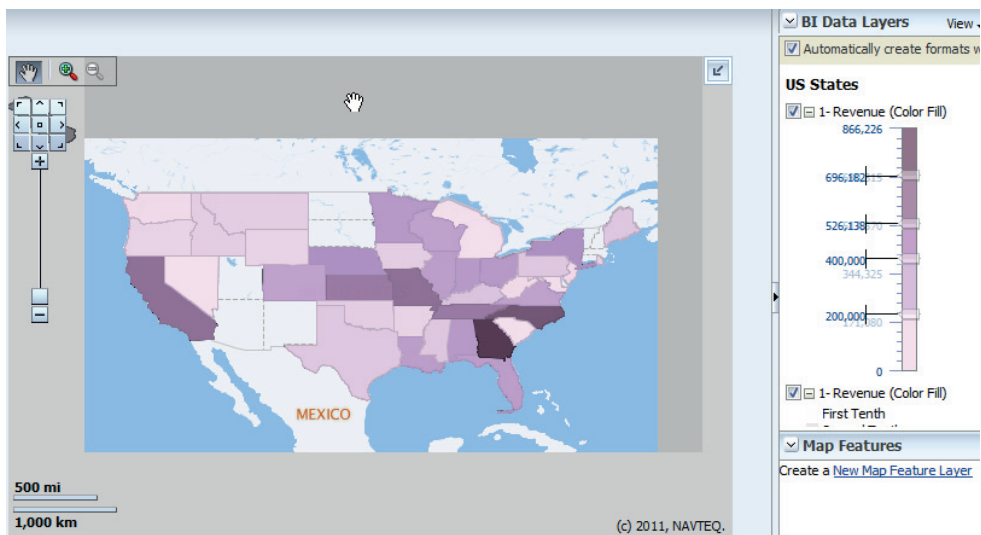 BI Data Layers View
Automatically create formats w
US States
1- Revenue (Color Fill)
866,226
696,182
526,138
400,000
344,325
200,000
171,080
0
1- Revenue (Color Fill)
First Tenth
Map Features
Create a New Map Feature Layer
MEXICO
500 mi
1,000 km
(c) 2011, NAVTEQ.